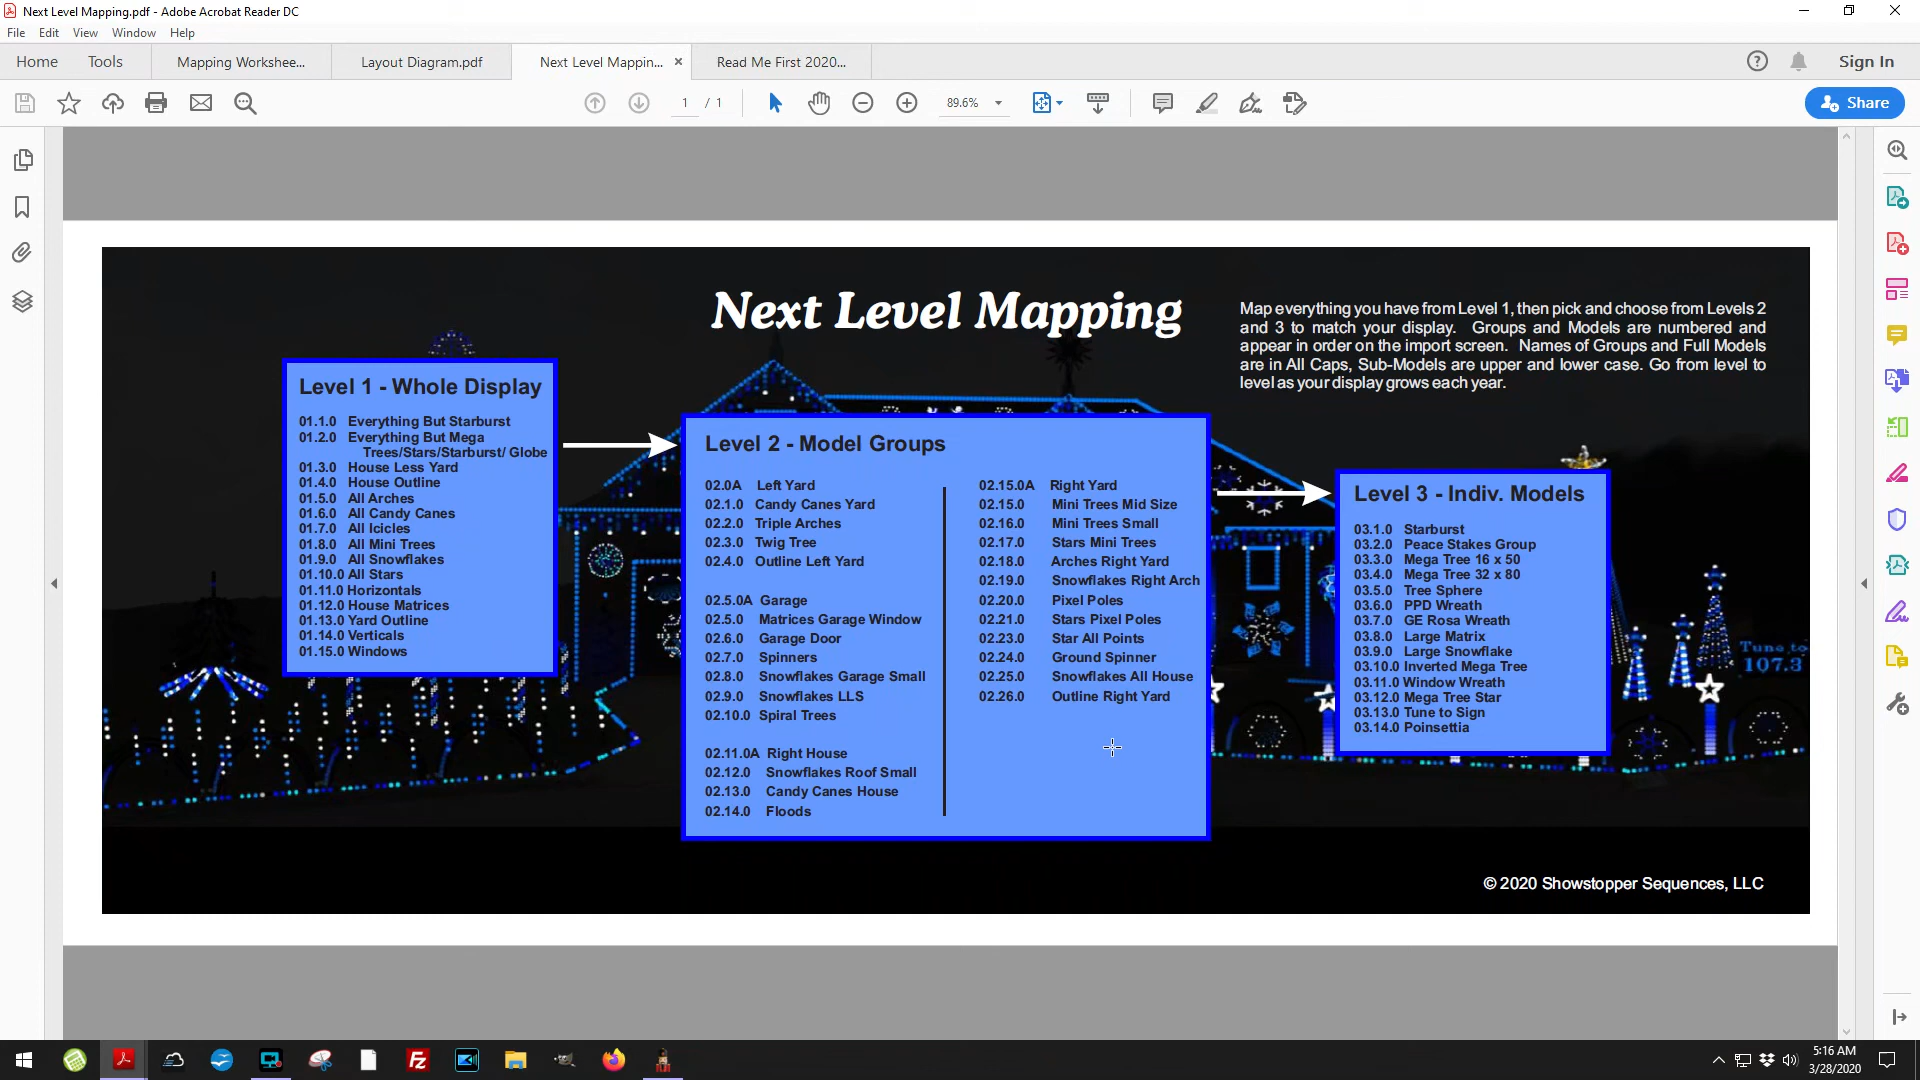 Next Level Mapping.pdf - Adobe Acrobat Reader DC
File Edit View Window Help
Home Tools Mapping Workshee... Layout Diagram.pdf Next Level Mappin... Read Me First 2020... Sign In
1 / 1 89.6% Share
Next Level Mapping
Map everything you have from Level 1, then pick and choose from Levels 2
and 3 to match your display. Groups and Models are numbered and
appear in order on the import screen. Names of Groups and Full Models
are in All Caps, Sub-Models are upper and lower case. Go from level to
level as your display grows each year.
Level 1 - Whole Display
01.1.0 Everything But Starburst
01.2.0 Everything But Mega
Trees/Stars/Starburst/ Globe
01.3.0 House Less Yard
01.4.0 House Outline
01.5.0 All Arches
01.6.0 All Candy Canes
01.7.0 All Icicles
01.8.0 All Mini Trees
01.9.0 All Snowflakes
01.10.0 All Stars
01.11.0 Horizontals
01.12.0 House Matrices
01.13.0 Yard Outline
01.14.0 Verticals
01.15.0 Windows
Level 2 - Model Groups
02.0A Left Yard
02.1.0 Candy Canes Yard
02.2.0 Triple Arches
02.3.0 Twig Tree
02.4.0 Outline Left Yard
02.5.0A Garage
02.5.0 Matrices Garage Window
02.6.0 Garage Door
02.7.0 Spinners
02.8.0 Snowflakes Garage Small
02.9.0 Snowflakes LLS
02.10.0 Spiral Trees
02.11.0A Right House
02.12.0 Snowflakes Roof Small
02.13.0 Candy Canes House
02.14.0 Floods
02.15.0A Right Yard
02.15.0 Mini Trees Mid Size
02.16.0 Mini Trees Small
02.17.0 Stars Mini Trees
02.18.0 Arches Right Yard
02.19.0 Snowflakes Right Arch
02.20.0 Pixel Poles
02.21.0 Stars Pixel Poles
02.23.0 Star All Points
02.24.0 Ground Spinner
02.25.0 Snowflakes All House
02.26.0 Outline Right Yard
Level 3 - Indiv. Models
03.1.0 Starburst
03.2.0 Peace Stakes Group
03.3.0 Mega Tree 16 x 50
03.4.0 Mega Tree 32 x 80
03.5.0 Tree Sphere
03.6.0 PPD Wreath
03.7.0 GE Rosa Wreath
03.8.0 Large Matrix
03.9.0 Large Snowflake
03.10.0 Inverted Mega Tree
03.11.0 Window Wreath
03.12.0 Mega Tree Star
03.13.0 Tune to Sign
03.14.0 Poinsettia
Tune to
107.3
© 2020 Showstopper Sequences, LLC
5:16 AM
3/28/2020